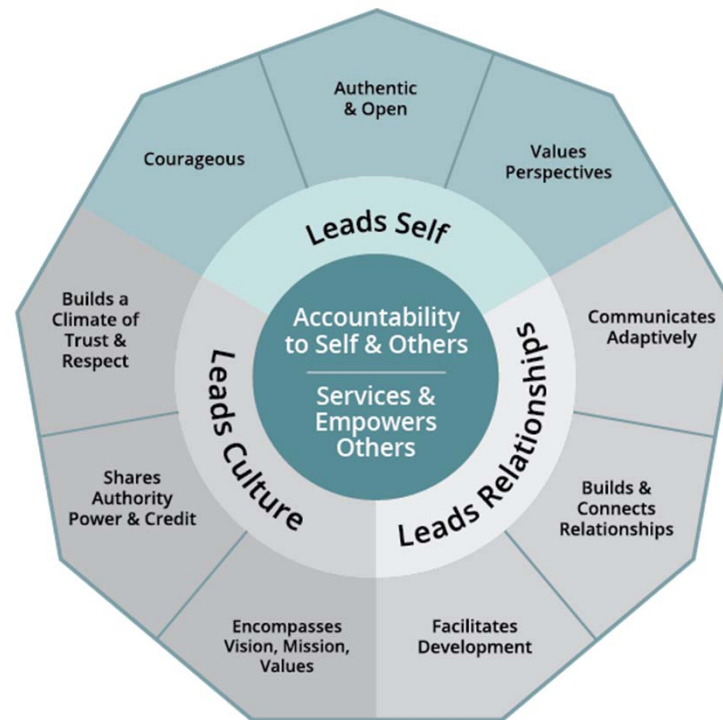 Authentic
& Open
Courageous
Values
Perspectives
Leads Self
Builds a
Climate of
Trust &
Respect
Accountability
to Self & Others
Services &
Empowers
Others
Communicates
Adaptively
Leads Culture
Leads Relationships
Shares
Authority
Power & Credit
Builds &
Connects
Relationships
Encompasses
Vision, Mission,
Values
Facilitates
Development